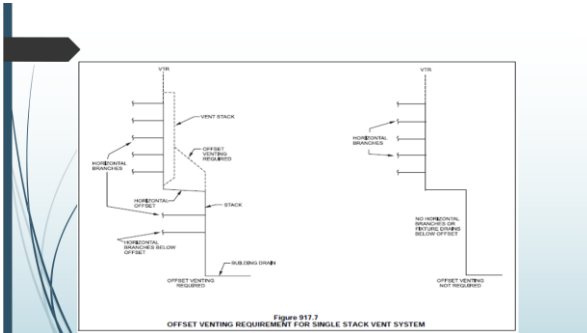 VTR
VENT STACK
OFFSET
VENTING
REQUIRED
HORIZONTAL
BRANCHES
HORIZONTAL
OFFSET
STACK
HORIZONTAL
BRANCHES BELOW
OFFSET
BUILDING DRAIN
OFFSET VENTING
REQUIRED
VTR
HORIZONTAL
BRANCHES
NO HORIZONTAL
BRANCHES OR
FIXTURE DRAINS
BELOW OFFSET
OFFSET VENTING
NOT REQUIRED
Figure 917.7
OFFSET VENTING REQUIREMENT FOR SINGLE STACK VENT SYSTEM